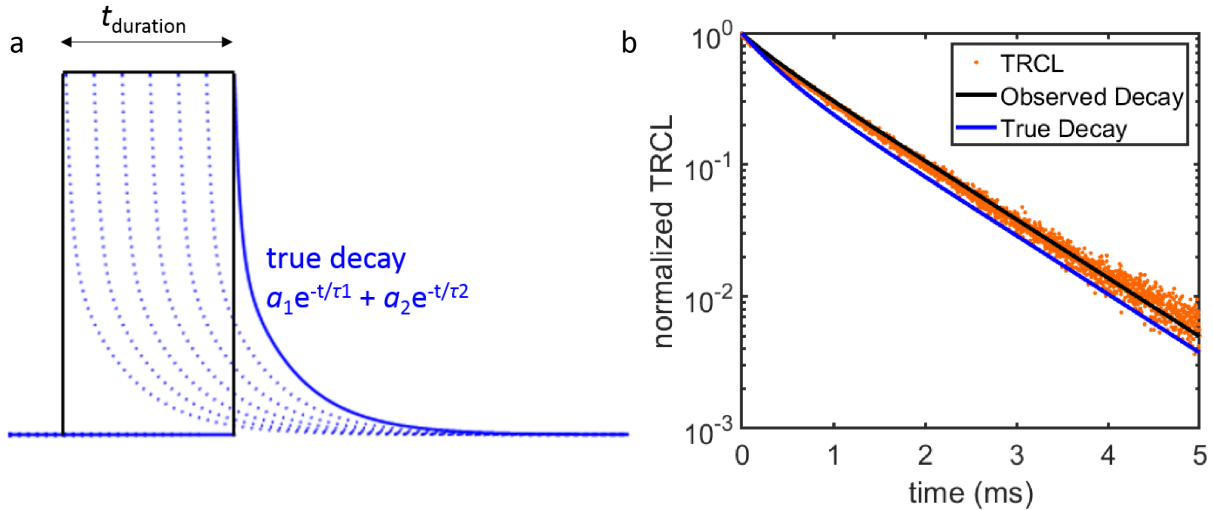 a
t duration
true decay
a1e-t/τ1 + a2e-t/τ2
b
TRCL
Observed Decay
True Decay
normalized TRCL
10^0
10^-1
10^-2
10^-3
0 1 2 3 4 5
time (ms)